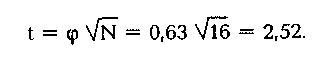 t = φ √N = 0,63 √16 = 2,52.